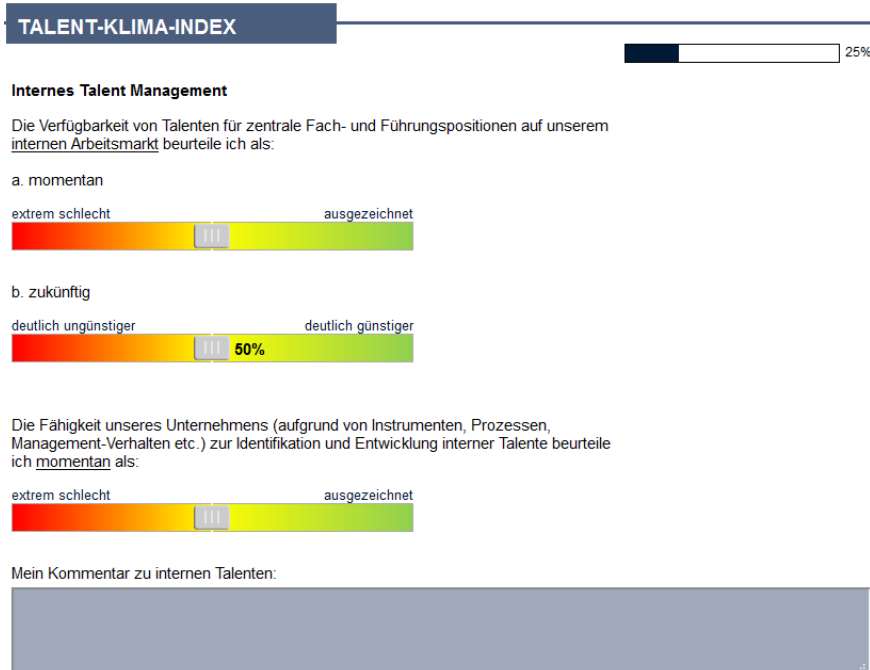 TALENT-KLIMA-INDEX
25%
Internes Talent Management
Die Verfügbarkeit von Talenten für zentrale Fach- und Führungspositionen auf unserem
internen Arbeitsmarkt beurteile ich als:
a. momentan
extrem schlecht ausgezeichnet
b. zukünftig
deutlich ungünstiger deutlich günstiger
50%
Die Fähigkeit unseres Unternehmens (aufgrund von Instrumenten, Prozessen,
Management-Verhalten etc.) zur Identifikation und Entwicklung interner Talente beurteile
ich momentan als:
extrem schlecht ausgezeichnet
Mein Kommentar zu internen Talenten: